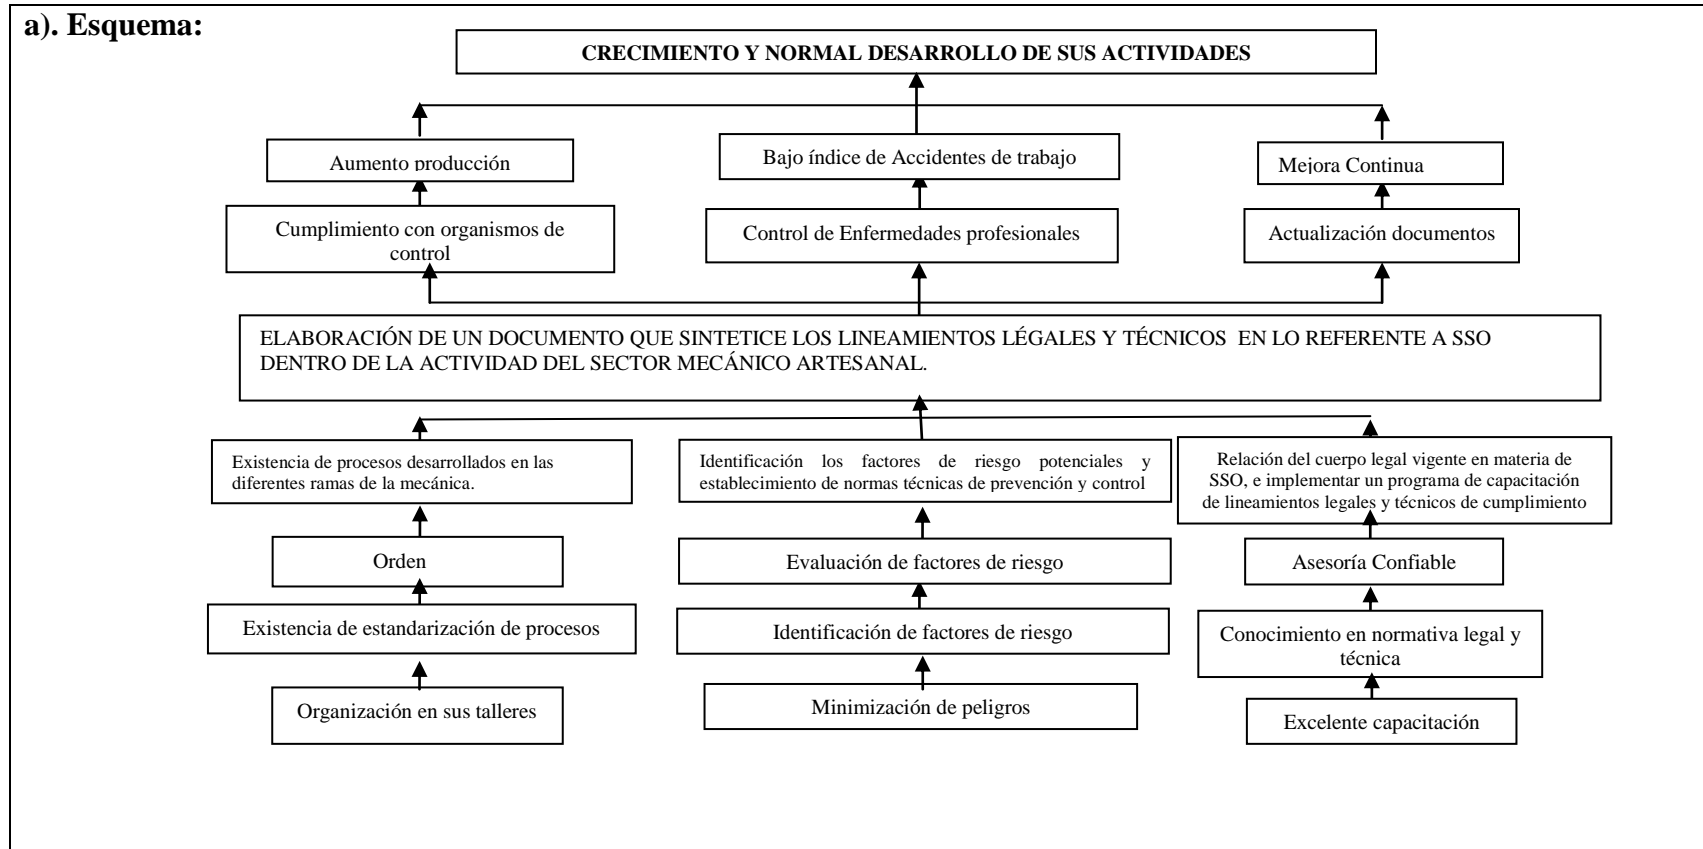 a). Esquema:
CRECIMIENTO Y NORMAL DESARROLLO DE SUS ACTIVIDADES
Aumento producción
Bajo índice de Accidentes de trabajo
Mejora Continua
Cumplimiento con organismos de
control
Control de Enfermedades profesionales
Actualización documentos
ELABORACIÓN DE UN DOCUMENTO QUE SINTETICE LOS LINEAMIENTOS LÉGALES Y TÉCNICOS EN LO REFERENTE A SSO
DENTRO DE LA ACTIVIDAD DEL SECTOR MECÁNICO ARTESANAL.
Existencia de procesos desarrollados en las
diferentes ramas de la mecánica.
Identificación los factores de riesgo potenciales y
establecimiento de normas técnicas de prevención y control
Relación del cuerpo legal vigente en materia de
SSO, e implementar un programa de capacitación
de lineamientos legales y técnicos de cumplimiento
Orden
Evaluación de factores de riesgo
Asesoría Confiable
Existencia de estandarización de procesos
Identificación de factores de riesgo
Conocimiento en normativa legal y
técnica
Organización en sus talleres
Minimización de peligros
Excelente capacitación